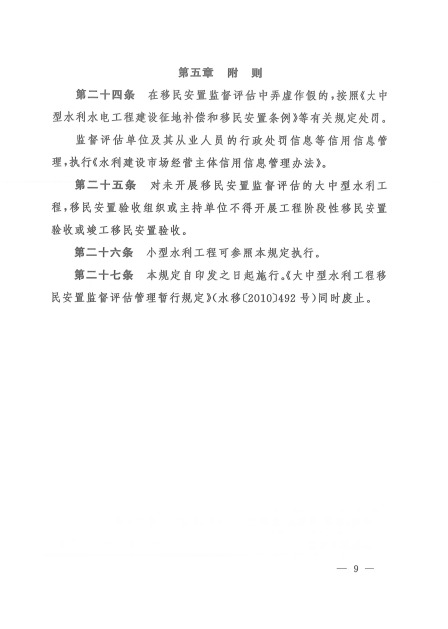 第五章　附　则
第二十四条　在移民安置监督评估中弄虚作假的,按照《大中
型水利水电工程建设征地补偿和移民安置条例》等有关规定处罚。
监督评估单位及其从业人员的行政处罚信息等信用信息管
理,执行《水利建设市场经营主体信用信息管理办法》。
第二十五条　对未开展移民安置监督评估的大中型水利工
程,移民安置验收组织或主持单位不得开展工程阶段性移民安置
验收或竣工移民安置验收。
第二十六条　小型水利工程可参照本规定执行。
第二十七条　本规定自印发之日起施行。《大中型水利工程移
民安置监督评估管理暂行规定》(水移〔2010〕492 号)同时废止。
— 9 —